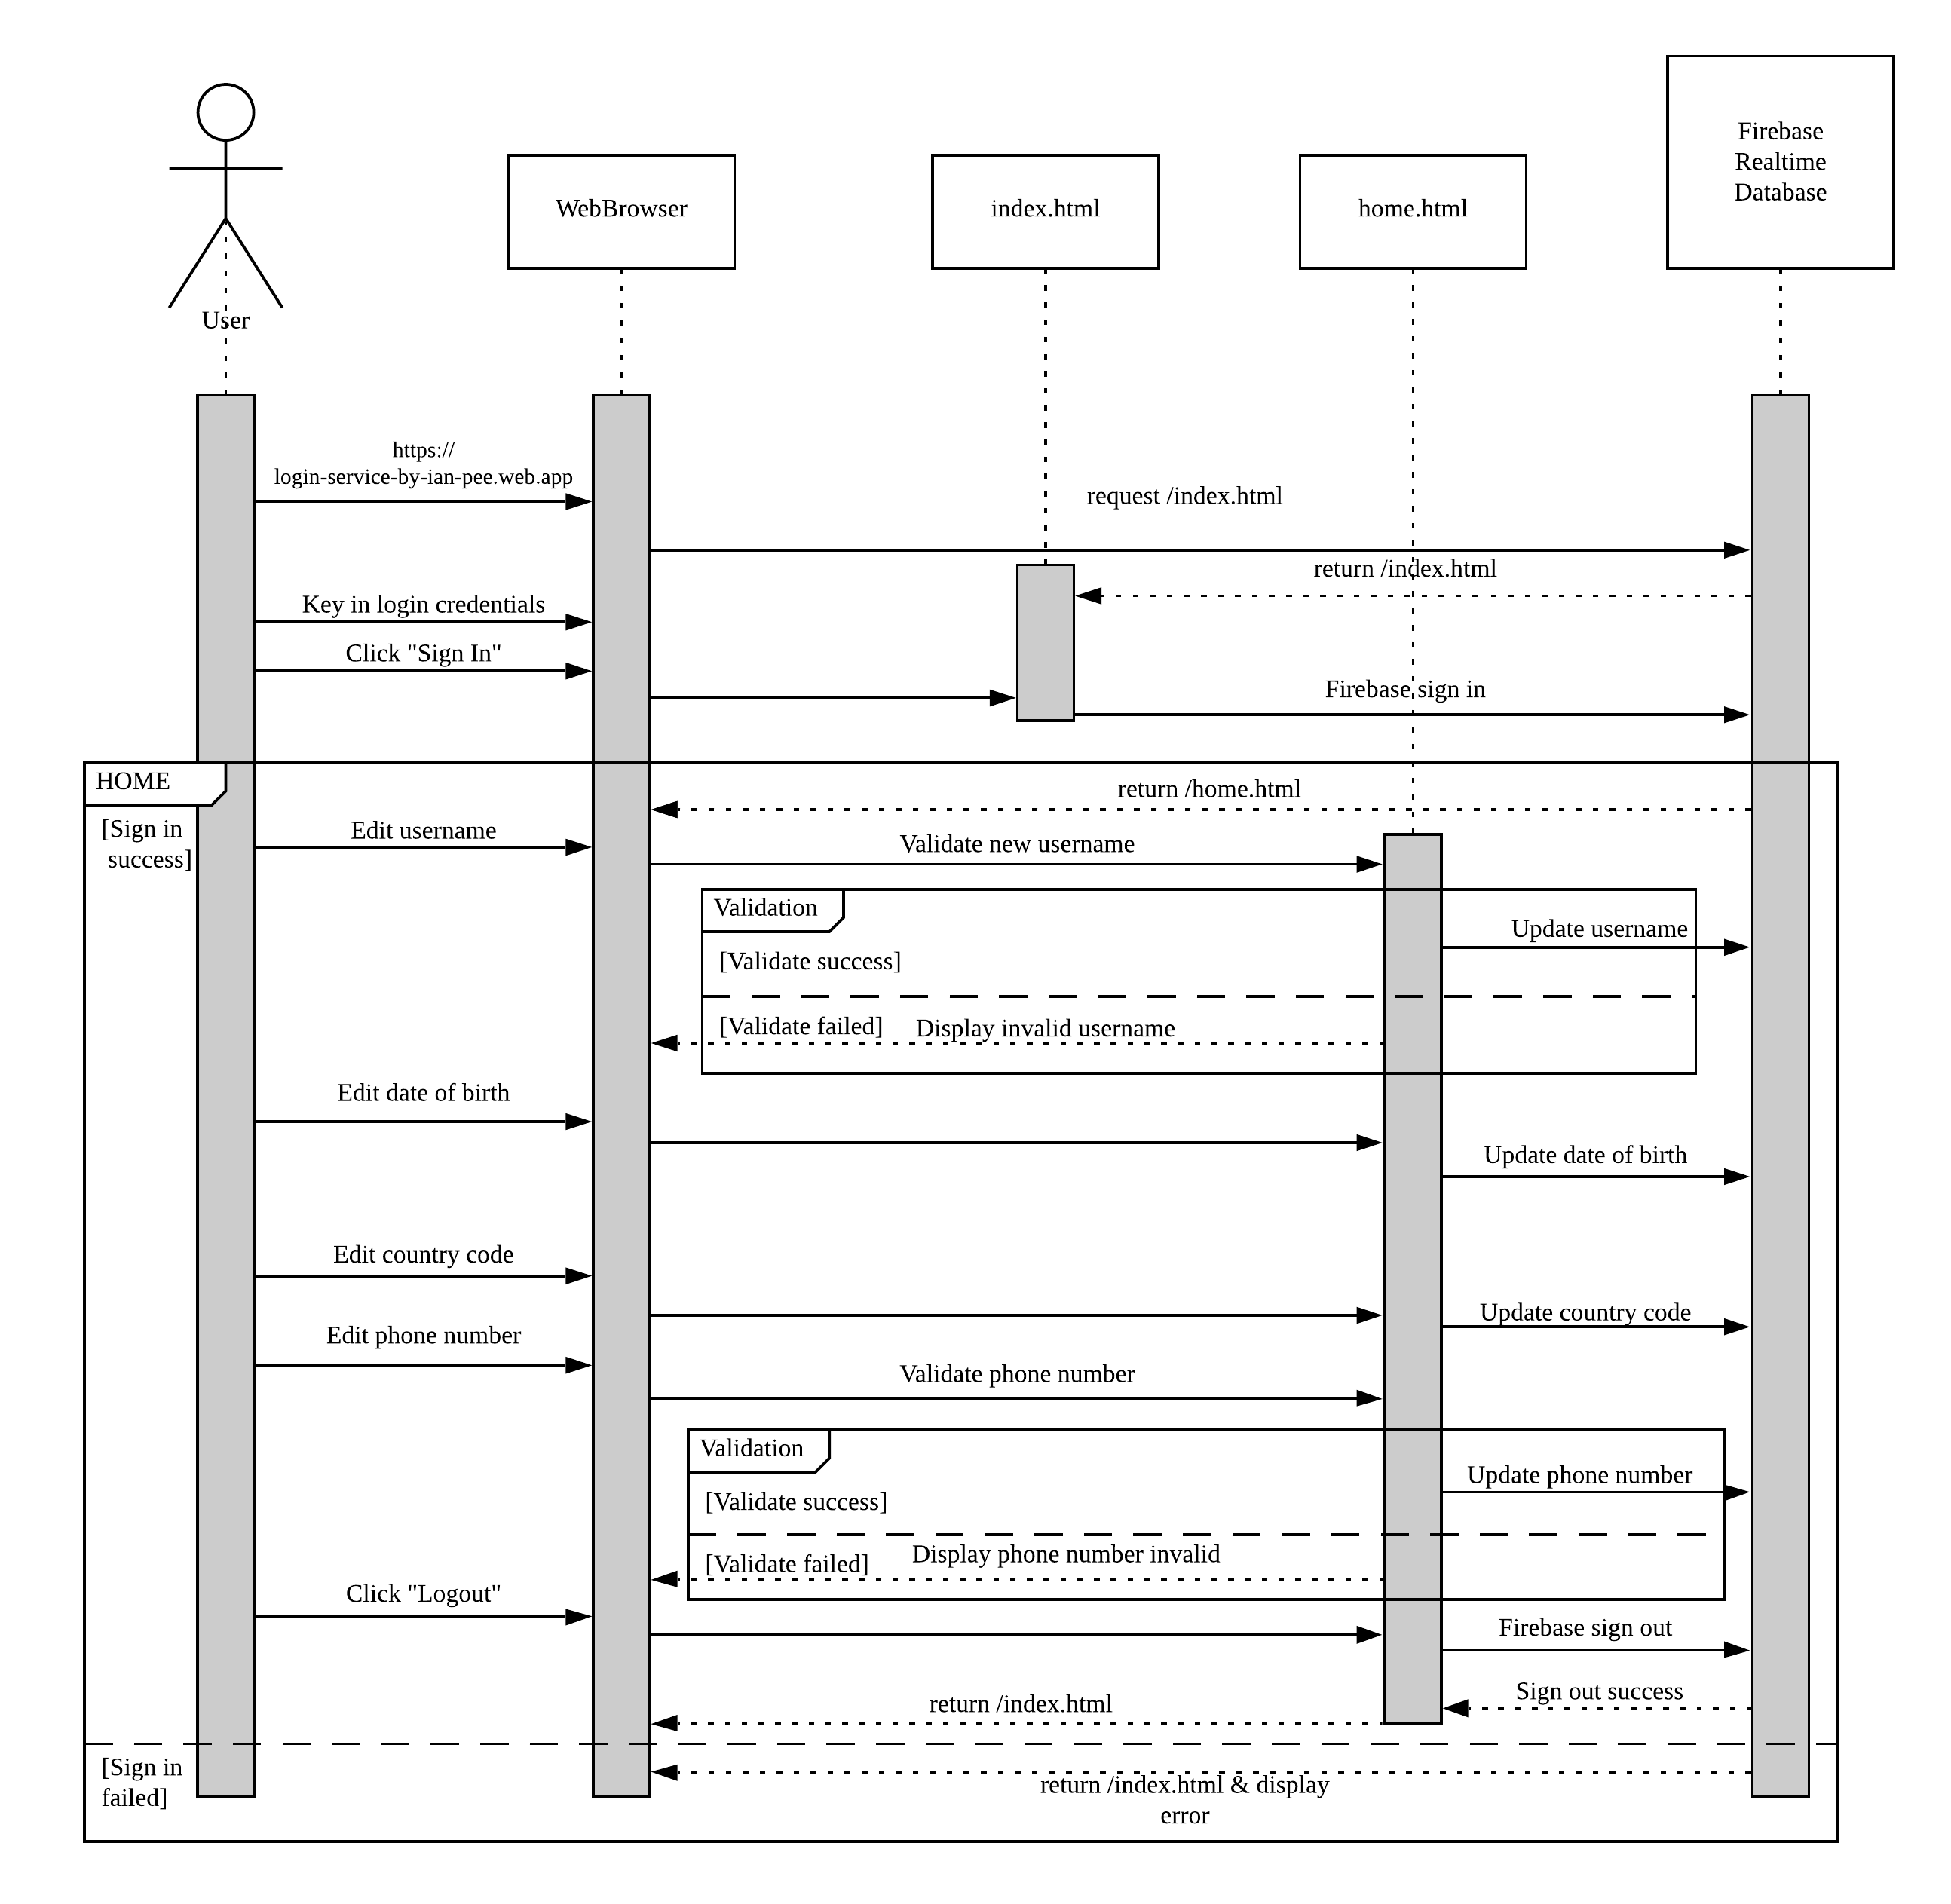 Firebase
Realtime
Database
WebBrowser
index.html
home.html
User
https://
login-service-by-ian-pee.web.app
request /index.html
return /index.html
Key in login credentials
Click "Sign In"
Firebase sign in
HOME
return /home.html
[Sign in
success]
Edit username
Validate new username
Validation
Update username
[Validate success]
[Validate failed]
Display invalid username
Edit date of birth
Update date of birth
Edit country code
Update country code
Edit phone number
Validate phone number
Validation
Update phone number
[Validate success]
Display phone number invalid
[Validate failed]
Click "Logout"
Firebase sign out
Sign out success
return /index.html
[Sign in
failed]
return /index.html & display
error